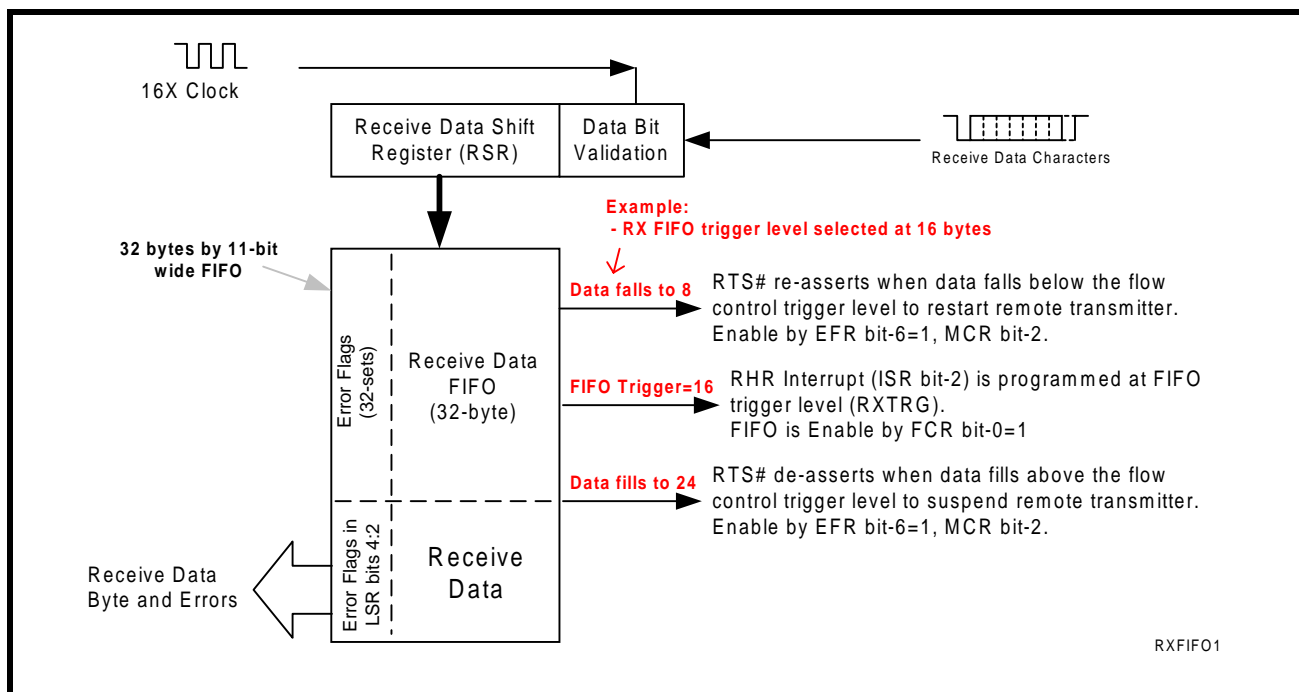 16X Clock
Receive Data Shift
Register (RSR)
Data Bit
Validation
Receive Data Characters
Example:
- RX FIFO trigger level selected at 16 bytes
32 bytes by 11-bit
wide FIFO
Data falls to 8
RTS# re-asserts when data falls below the flow
control trigger level to restart remote transmitter.
Enable by EFR bit-6=1, MCR bit-2.
Error Flags
(32-sets)
Receive Data
FIFO
(32-byte)
FIFO Trigger=16
RHR Interrupt (ISR bit-2) is programmed at FIFO
trigger level (RXTRG).
FIFO is Enable by FCR bit-0=1
Data fills to 24
RTS# de-asserts when data fills above the flow
control trigger level to suspend remote transmitter.
Enable by EFR bit-6=1, MCR bit-2.
Error Flags in
LSR bits 4:2
Receive
Data
Receive Data
Byte and Errors
RXFIFO1